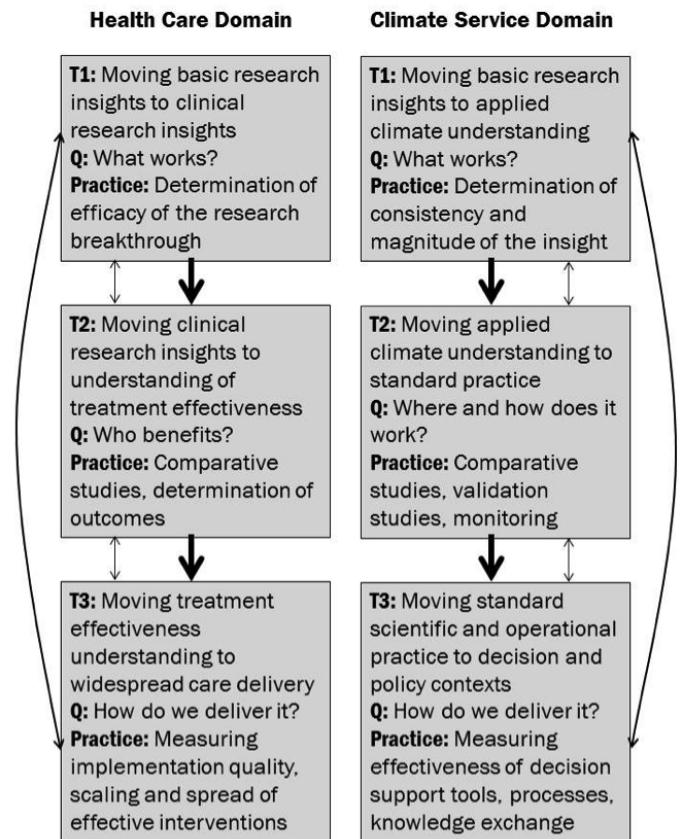 Health Care Domain
T1: Moving basic research
insights to clinical
research insights
Q: What works?
Practice: Determination of
efficacy of the research
breakthrough
T2: Moving clinical
research insights to
understanding of
treatment effectiveness
Q: Who benefits?
Practice: Comparative
studies, determination of
outcomes
T3: Moving treatment
effectiveness
understanding to
widespread care delivery
Q: How do we deliver it?
Practice: Measuring
implementation quality,
scaling and spread of
effective interventions
Climate Service Domain
T1: Moving basic research
insights to applied
climate understanding
Q: What works?
Practice: Determination of
consistency and
magnitude of the insight
T2: Moving applied
climate understanding to
standard practice
Q: Where and how does it
work?
Practice: Comparative
studies, validation
studies, monitoring
T3: Moving standard
scientific and operational
practice to decision and
policy contexts
Q: How do we deliver it?
Practice: Measuring
effectiveness of decision
support tools, processes,
knowledge exchange